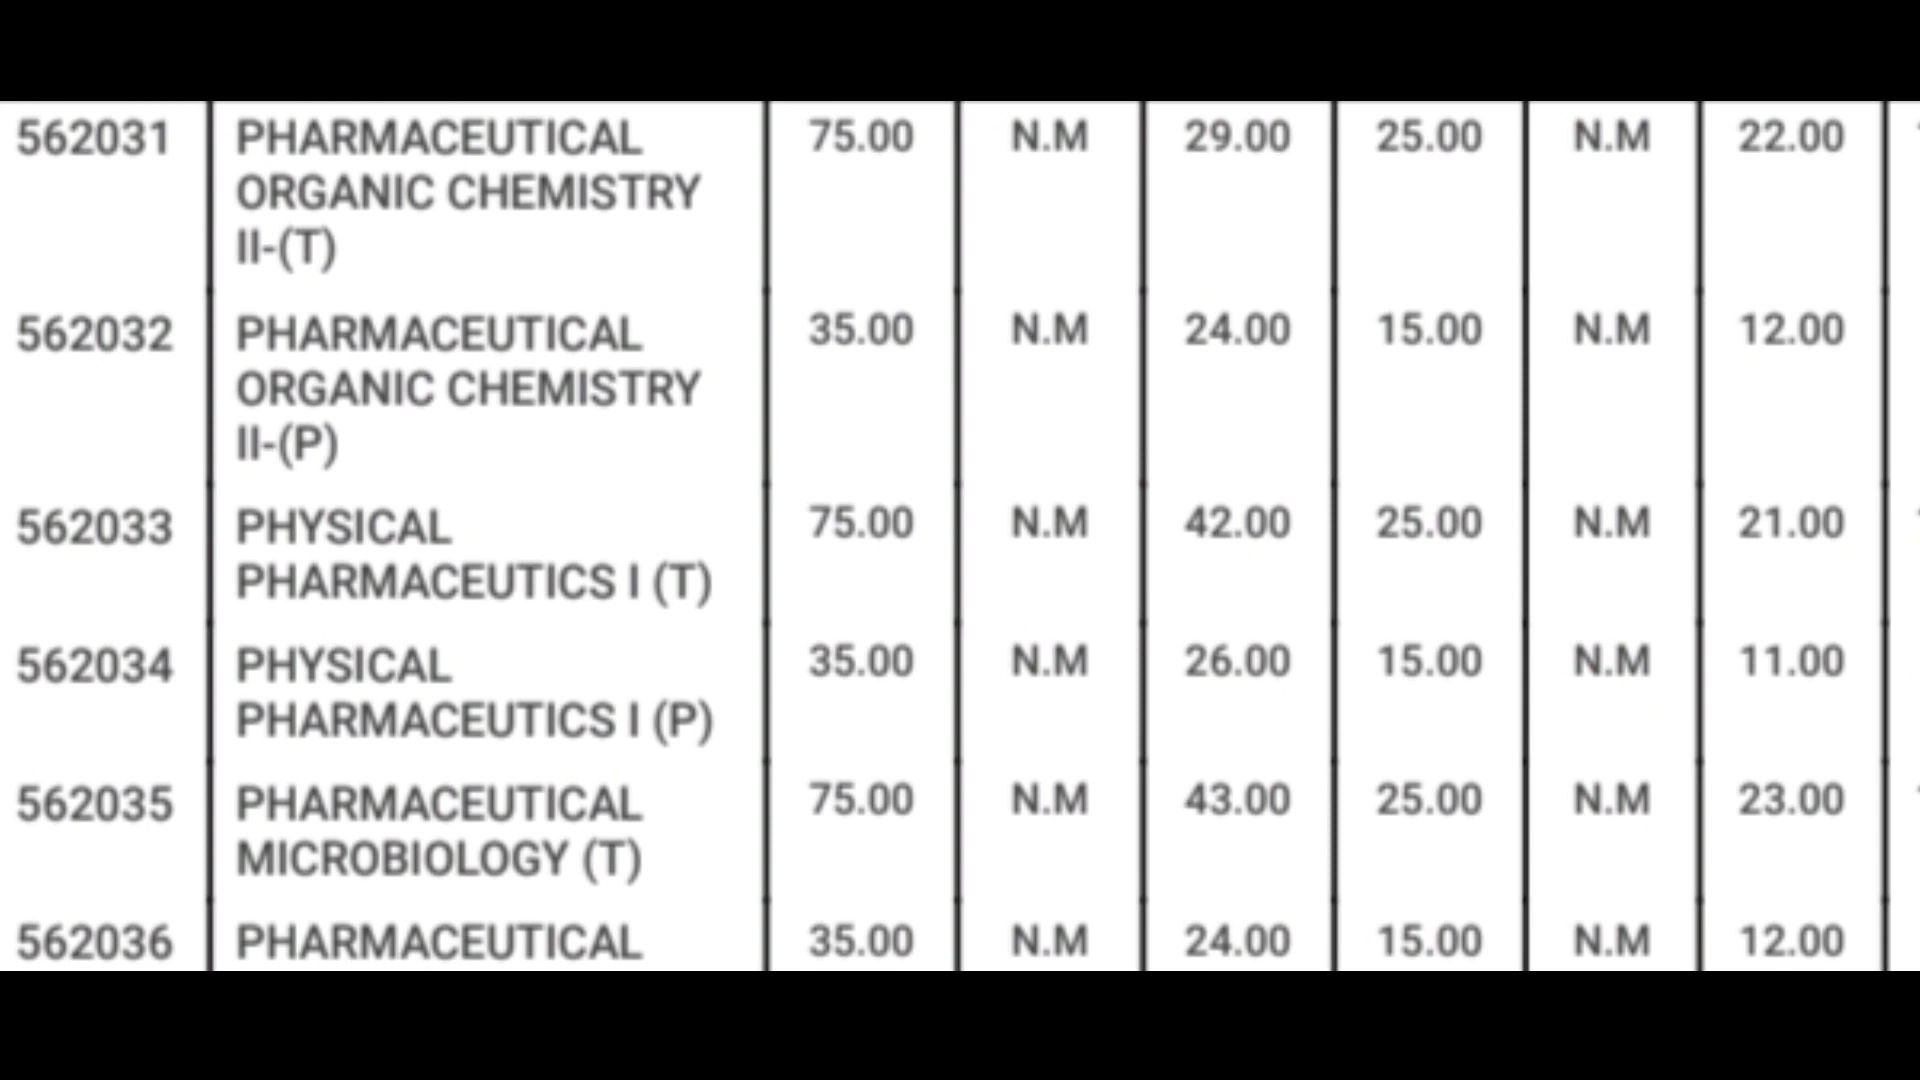 562031 PHARMACEUTICAL 75.00 N.M 29.00 25.00 N.M 22.00
ORGANIC CHEMISTRY
II-(T)
562032 PHARMACEUTICAL 35.00 N.M 24.00 15.00 N.M 12.00
ORGANIC CHEMISTRY
II-(P)
562033 PHYSICAL 75.00 N.M 42.00 25.00 N.M 21.00
PHARMACEUTICS I (T)
562034 PHYSICAL 35.00 N.M 26.00 15.00 N.M 11.00
PHARMACEUTICS I (P)
562035 PHARMACEUTICAL 75.00 N.M 43.00 25.00 N.M 23.00
MICROBIOLOGY (T)
562036 PHARMACEUTICAL 35.00 N.M 24.00 15.00 N.M 12.00